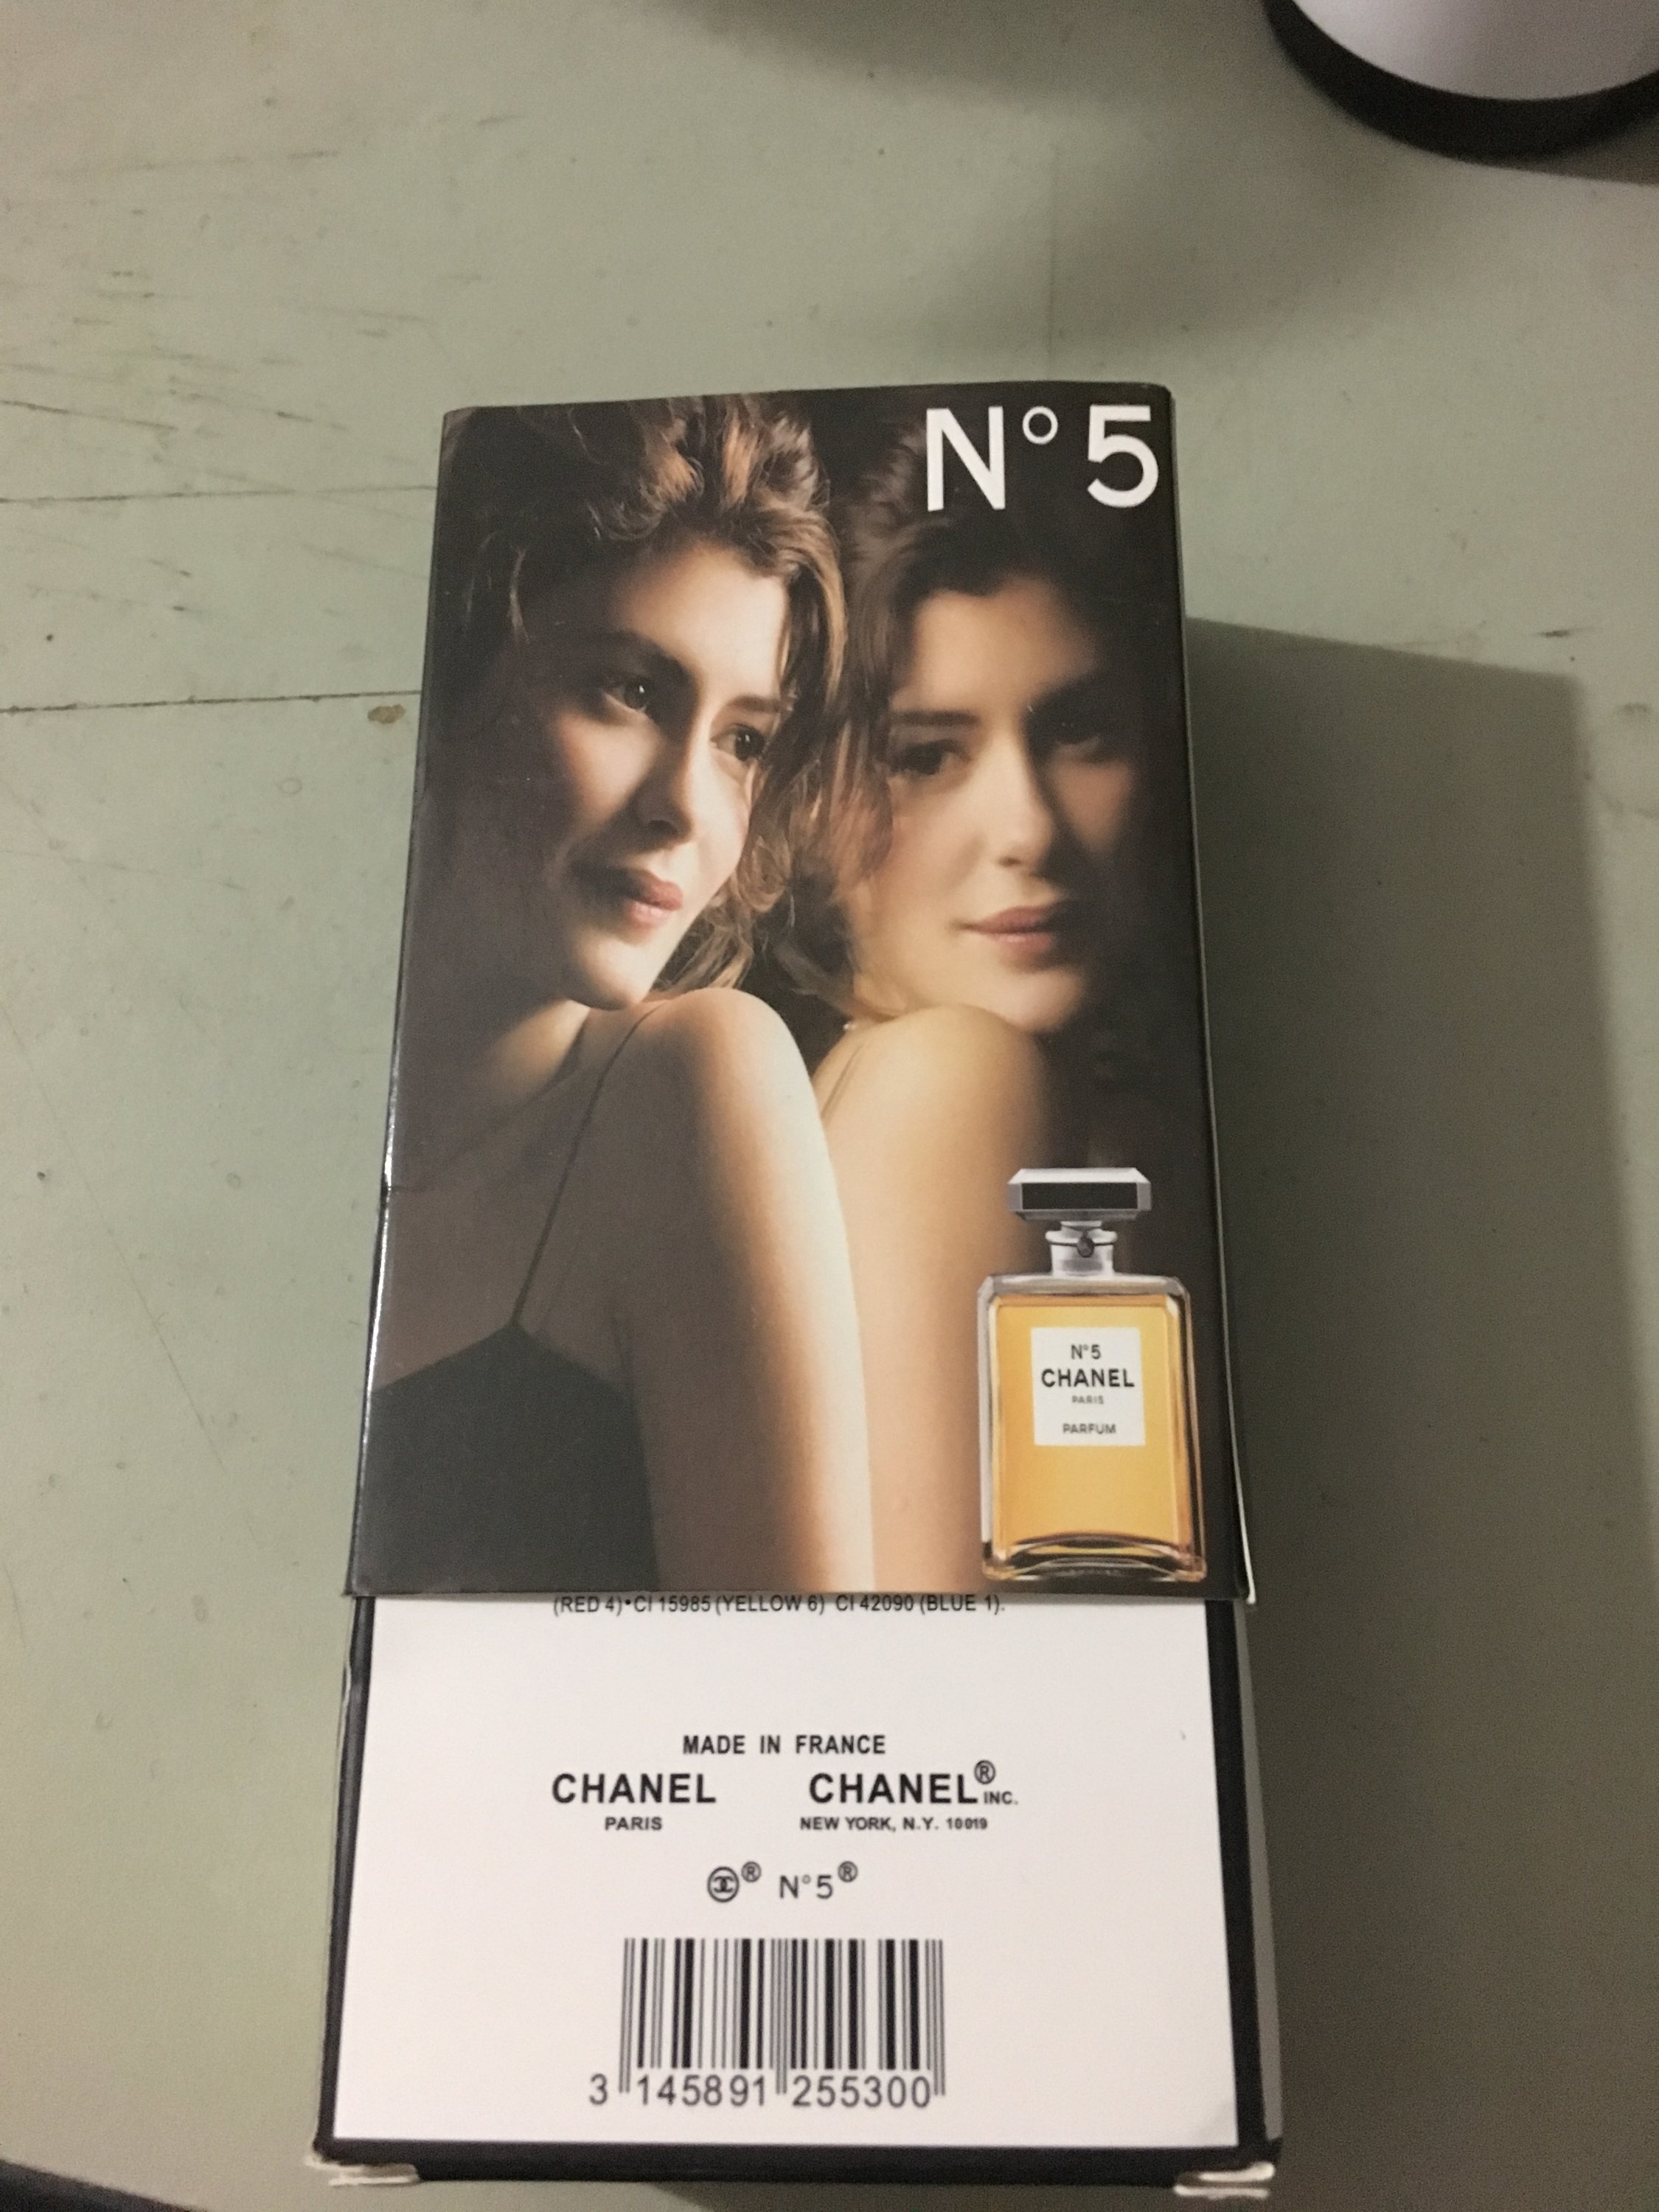 N°5
N°5
CHANEL
PARIS
PARFUM
(RED 4)•CI 15985 (YELLOW 6) CI 42090 (BLUE 1).
MADE IN FRANCE
CHANEL CHANEL® INC.
PARIS NEW YORK, N.Y. 10019
® N°5®
3 145891 255300